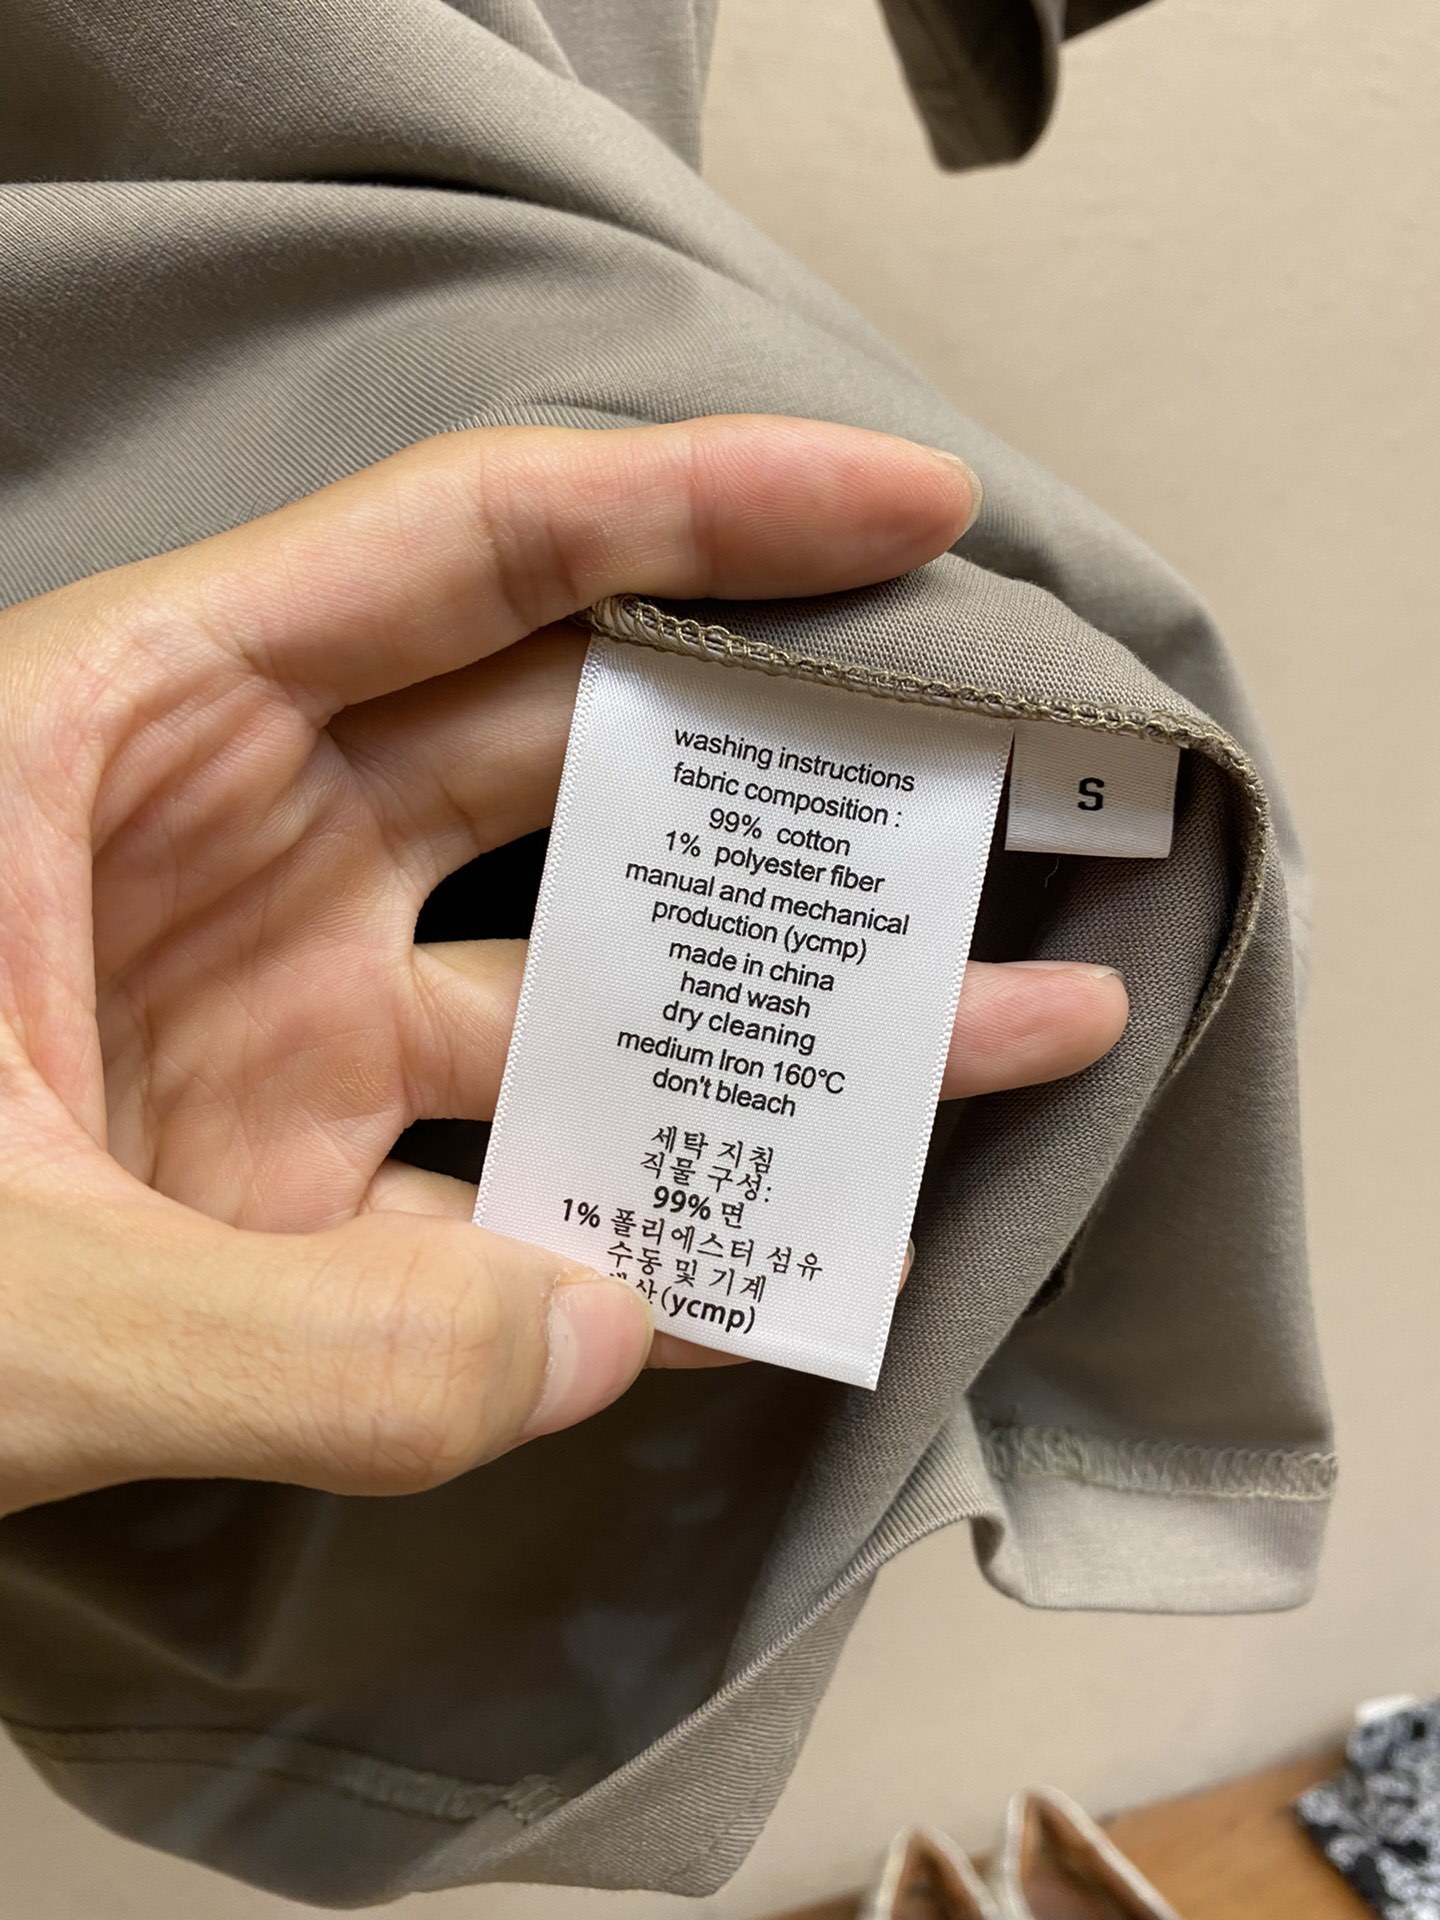 washing instructions
fabric composition :
99% cotton
1% polyester fiber
manual and mechanical
production (ycmp)
made in china
hand wash
dry cleaning
medium Iron 160℃
don't bleach
세탁 지침
직물 구성:
99% 면
1% 폴리에스터 섬유
수동 및 기계
(ycmp)
S